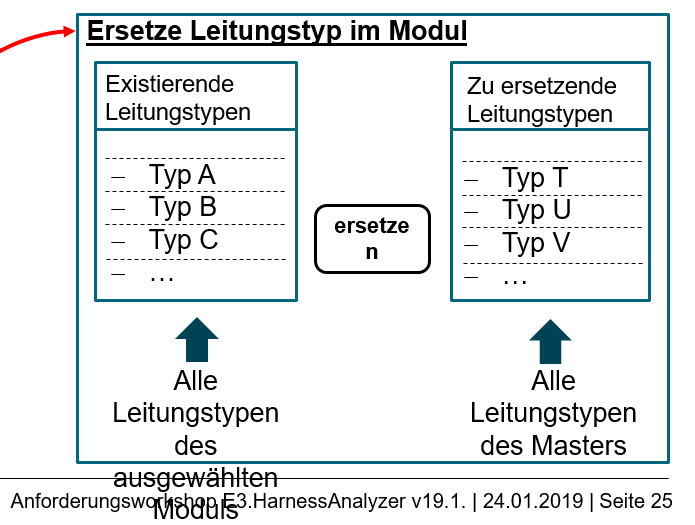 Ersetze Leitungstyp im Modul
Existierende
Leitungstypen
– Typ A
– Typ B
– Typ C
– …
ersetze
n
Zu ersetzende
Leitungstypen
– Typ T
– Typ U
– Typ V
– …
Alle
Leitungstypen
des
ausgewählten
Moduls
Alle
Leitungstypen
des Masters
Anforderungsworkshop E3.HarnessAnalyzer v19.1. | 24.01.2019 | Seite 25